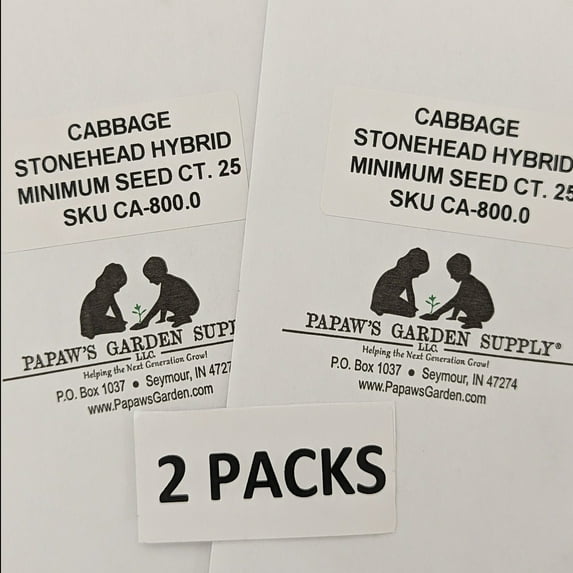 CABBAGE
STONEHEAD HYBRID
MINIMUM SEED CT. 25
SKU CA-800.0
PAPAW'S GARDEN SUPP
LLC.
Helping the Next Generation Grow!
P.O. Box 1037 • Seymour, IN 4727
www.PapawsGarden.com
CABBAGE
STONEHEAD HYBRID
MINIMUM SEED CT. 25
SKU CA-800.0
PAPAW'S GARDEN SUPPLY®
LLC.
Helping the Next Generation Grow!
P.O. Box 1037 • Seymour, IN 47274
www.PapawsGarden.com
2 PACKS